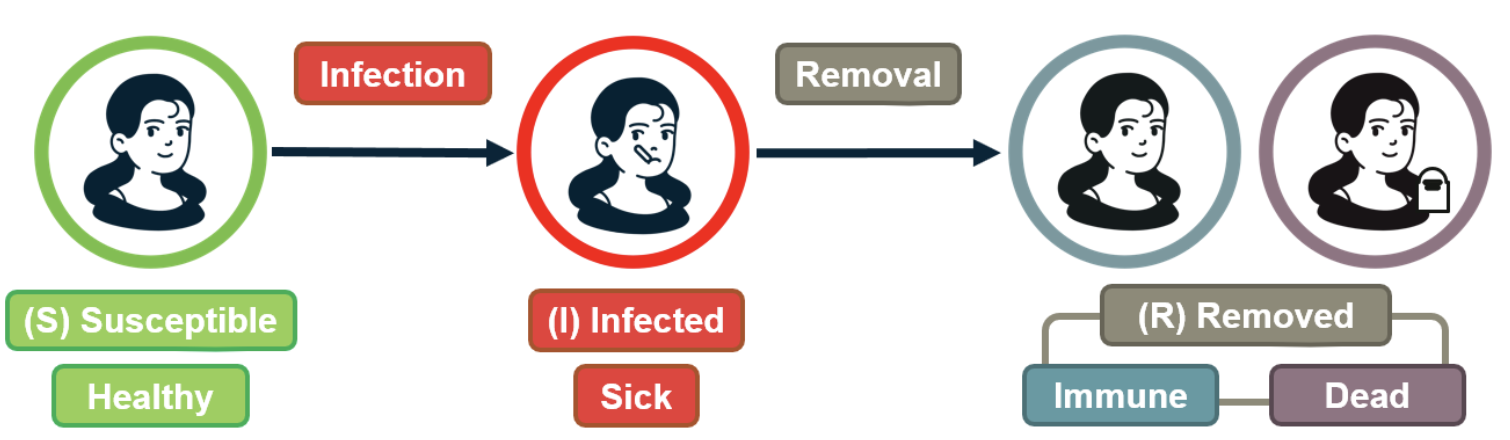 Infection
Removal
(S) Susceptible
Healthy
(I) Infected
Sick
(R) Removed
Immune
Dead